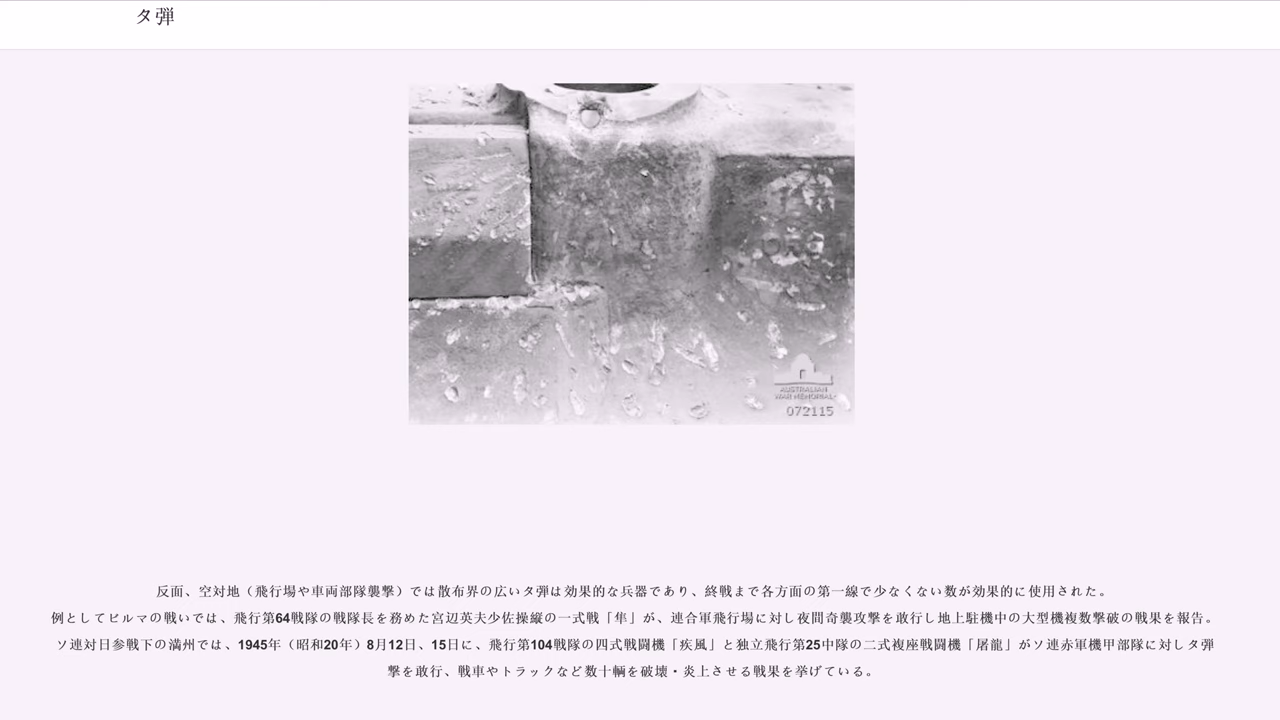 タ弾
AUSTRALIAN
WAR MEMORIAL
072115
反面、空対地（飛行場や車両部隊襲撃）では散布界の広いタ弾は効果的な兵器であり、終戦まで各方面の第一線で少なくない数が効果的に使用された。
例としてビルマの戦いでは、飛行第64戦隊の戦隊長を務めた宮辺英夫少佐操縦の一式戦「隼」が、連合軍飛行場に対し夜間奇襲攻撃を敢行し地上駐機中の大型機複数撃破の戦果を報告。
ソ連対日参戦下の満州では、1945年（昭和20年）8月12日、15日に、飛行第104戦隊の四式戦闘機「疾風」と独立飛行第25中隊の二式複座戦闘機「屠龍」がソ連赤軍機甲部隊に対しタ弾
撃を敢行、戦車やトラックなど数十輌を破壊・炎上させる戦果を挙げている。